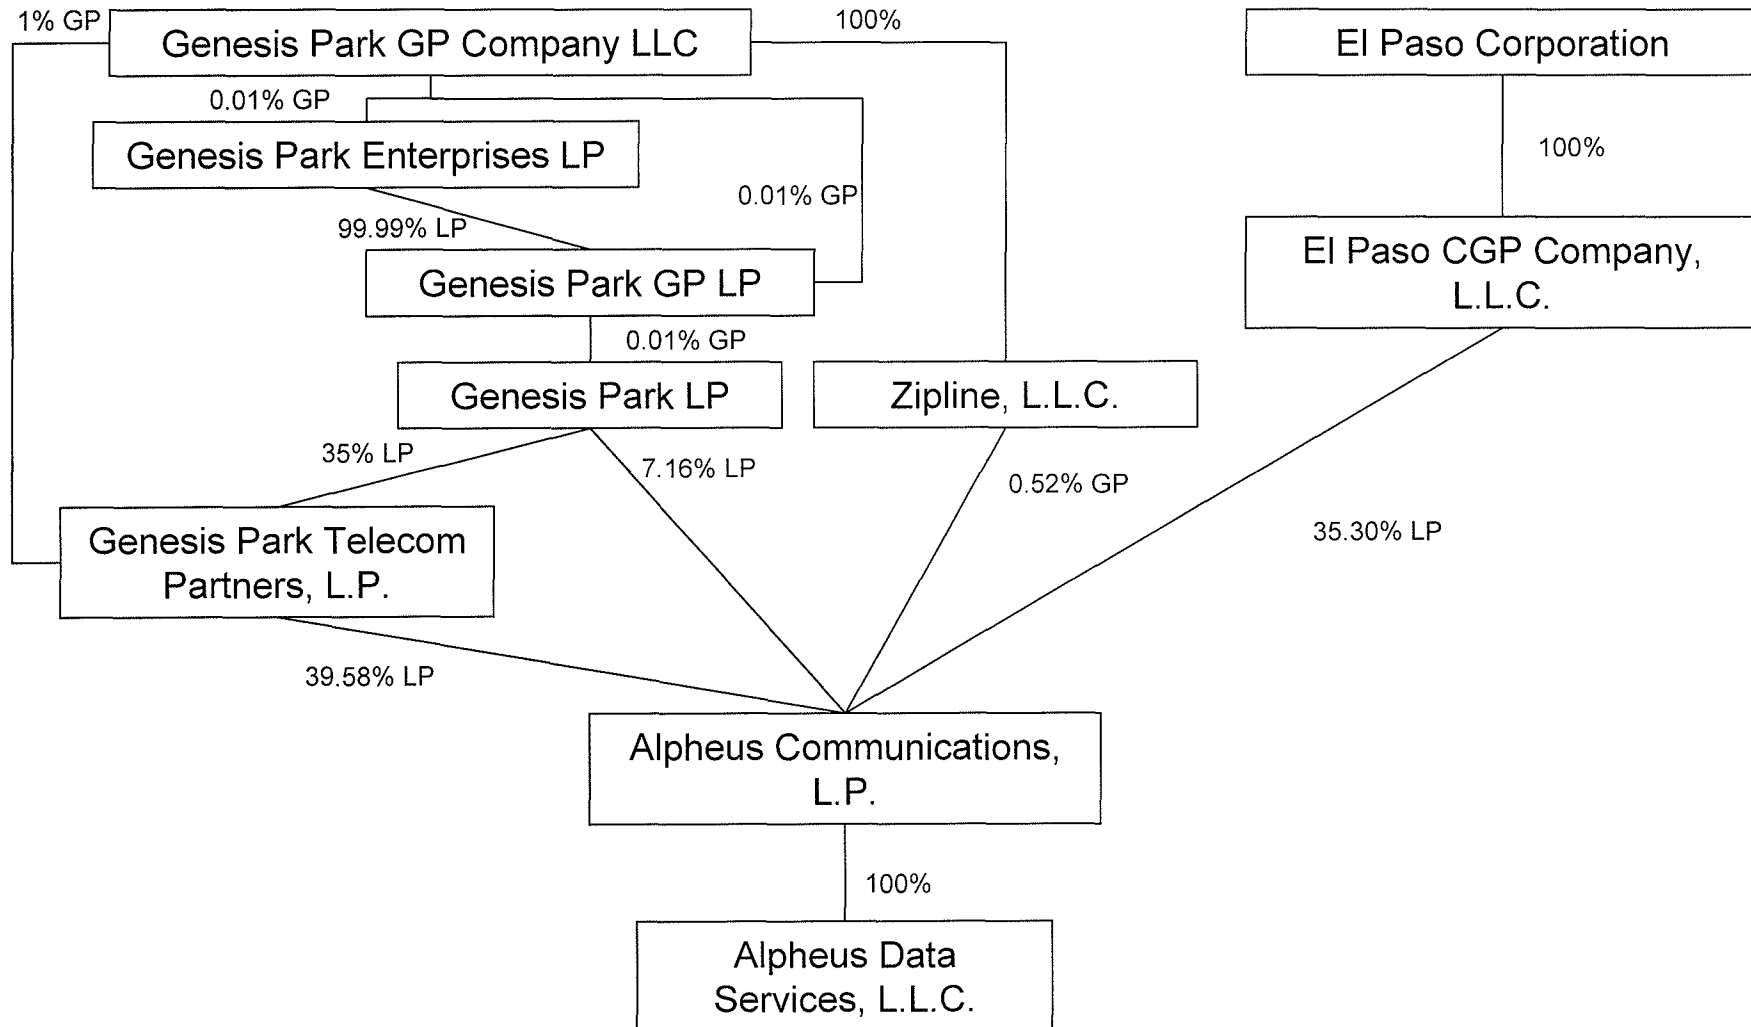 1% GP
Genesis Park GP Company LLC
100%
El Paso Corporation
0.01% GP
Genesis Park Enterprises LP
100%
0.01% GP
99.99% LP
Genesis Park GP LP
El Paso CGP Company,
L.L.C.
0.01% GP
Genesis Park LP
Zipline, L.L.C.
35% LP
7.16% LP
0.52% GP
35.30% LP
Genesis Park Telecom
Partners, L.P.
39.58% LP
Alpheus Communications,
L.P.
100%
Alpheus Data
Services, L.L.C.